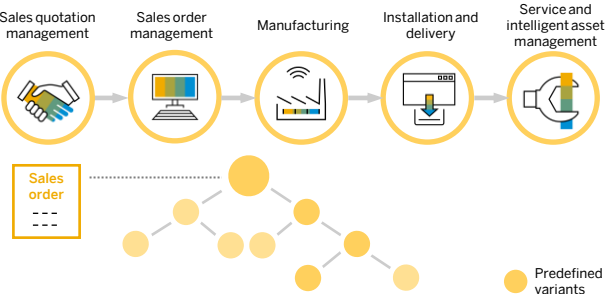 Sales quotation
management
Sales order
management
Manufacturing
Installation and
delivery
Service and
intelligent asset
management
Sales
order
Predefined
variants